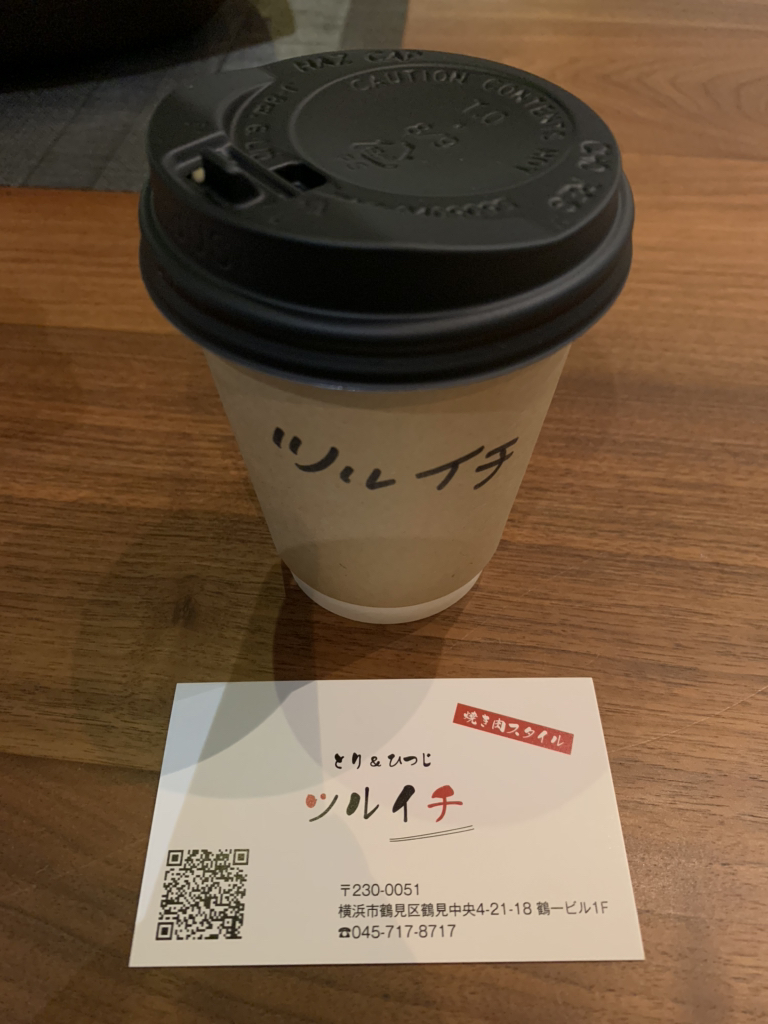 CAUTION CONTENTS
ツルイチ
焼き肉スタイル
とり&ひつじ
ツルイチ
〒230-0051
横浜市鶴見区鶴見中央4-21-18 鶴一ビル1F
☎045-717-8717